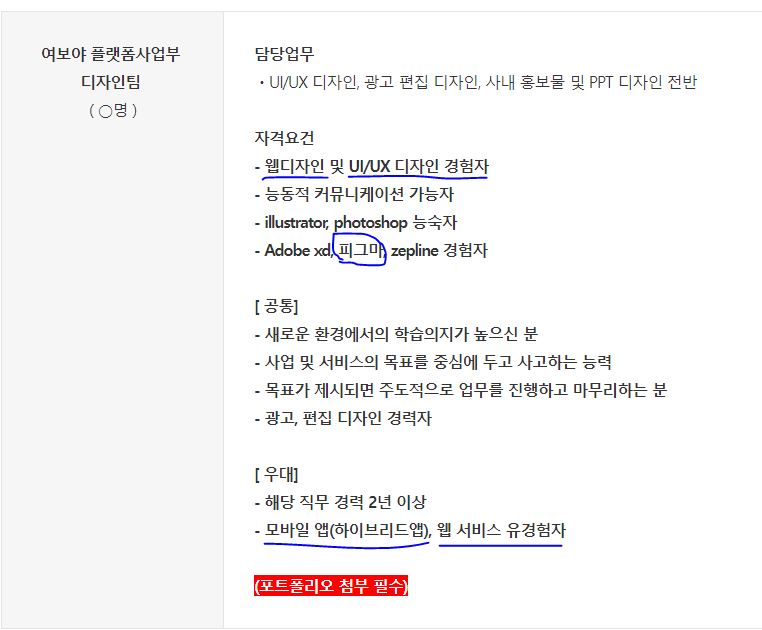 여보야 플랫폼사업부
디자인팀
( ○명 )
담당업무
· UI/UX 디자인, 광고 편집 디자인, 사내 홍보물 및 PPT 디자인 전반
자격요건
- 웹디자인 및 UI/UX 디자인 경험자
- 능동적 커뮤니케이션 가능자
- illustrator, photoshop 능숙자
- Adobe xd, 피그마, zepline 경험자
[ 공통]
- 새로운 환경에서의 학습의지가 높으신 분
- 사업 및 서비스의 목표를 중심에 두고 사고하는 능력
- 목표가 제시되면 주도적으로 업무를 진행하고 마무리하는 분
- 광고, 편집 디자인 경력자
[ 우대]
- 해당 직무 경력 2년 이상
- 모바일 앱(하이브리드앱), 웹 서비스 유경험자
(포트폴리오 첨부 필수)